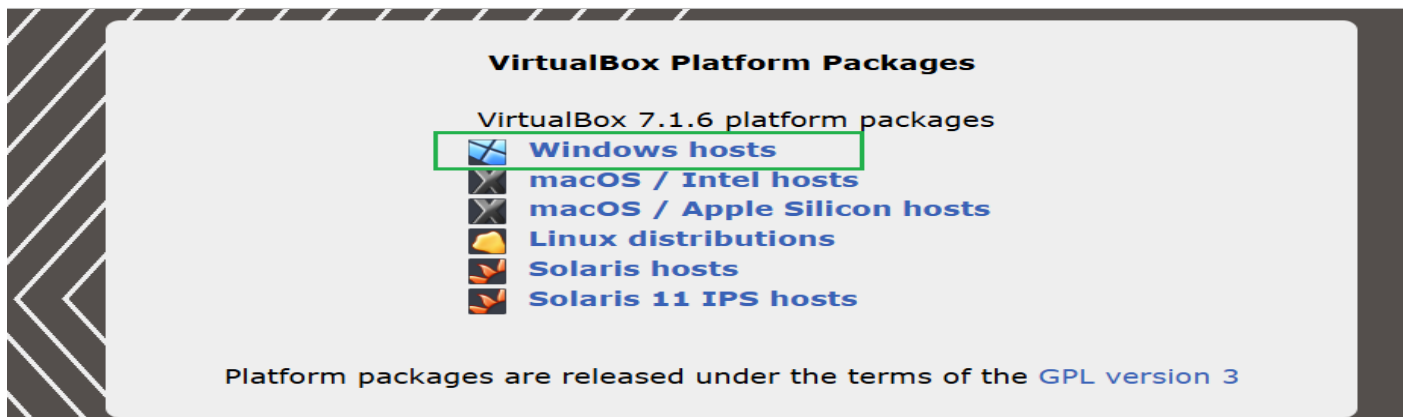 VirtualBox Platform Packages
VirtualBox 7.1.6 platform packages
Windows hosts
macOS / Intel hosts
macOS / Apple Silicon hosts
Linux distributions
Solaris hosts
Solaris 11 IPS hosts
Platform packages are released under the terms of the GPL version 3